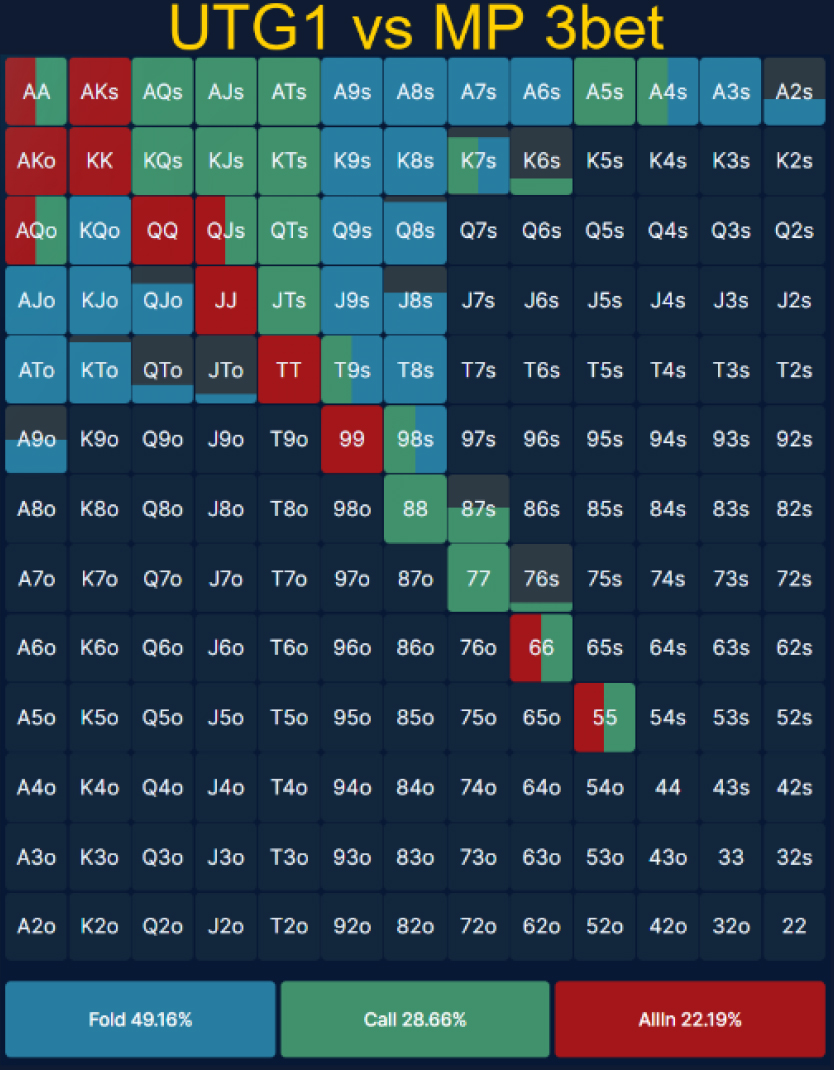 UTG1 vs MP 3bet
AA AKs AQs AJs ATs A9s A8s A7s A6s A5s A4s A3s A2s
AKo KK KQs KJs KTs K9s K8s K7s K6s K5s K4s K3s K2s
AQo KQo QQ QJs QTs Q9s Q8s Q7s Q6s Q5s Q4s Q3s Q2s
AJo KJo QJo JJ JTs J9s J8s J7s J6s J5s J4s J3s J2s
ATo KTo QTo JTo TT T9s T8s T7s T6s T5s T4s T3s T2s
A9o K9o Q9o J9o T9o 99 98s 97s 96s 95s 94s 93s 92s
A8o K8o Q8o J8o T8o 98o 88 87s 86s 85s 84s 83s 82s
A7o K7o Q7o J7o T7o 97o 87o 77 76s 75s 74s 73s 72s
A6o K6o Q6o J6o T6o 96o 86o 76o 66 65s 64s 63s 62s
A5o K5o Q5o J5o T5o 95o 85o 75o 65o 55 54s 53s 52s
A4o K4o Q4o J4o T4o 94o 84o 74o 64o 54o 44 43s 42s
A3o K3o Q3o J3o T3o 93o 83o 73o 63o 53o 43o 33 32s
A2o K2o Q2o J2o T2o 92o 82o 72o 62o 52o 42o 32o 22
Fold 49.16% Call 28.66% AllIn 22.19%